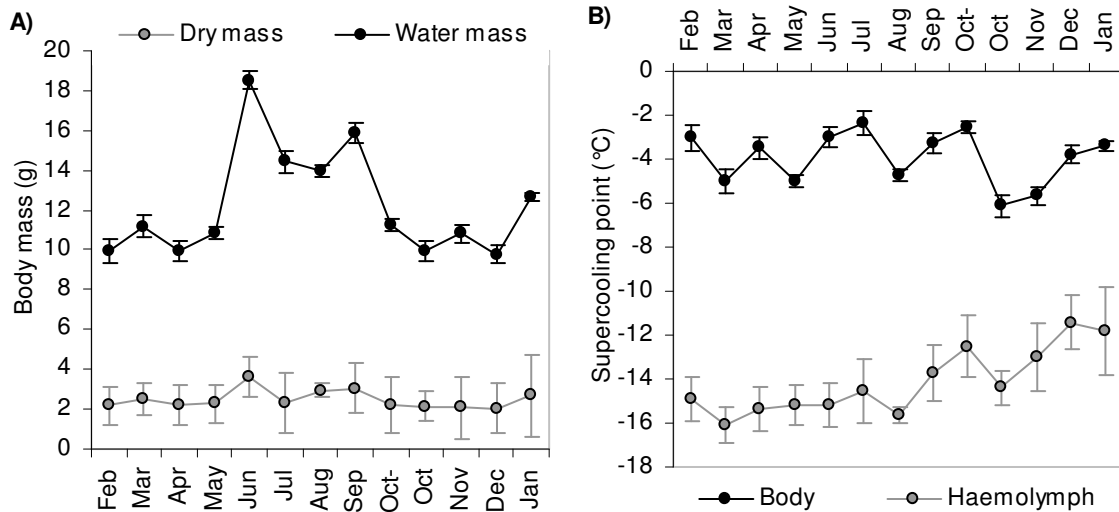 A)
Dry mass
Water mass
Body mass (g)
20
18
16
14
12
10
8
6
4
2
0
Feb
Mar
Apr
May
Jun
Jul
Aug
Sep
Oct-
Oct
Nov
Dec
Jan
B)
Feb
Mar
Apr
May
Jun
Jul
Aug
Sep
Oct-
Oct
Nov
Dec
Jan
Supercooling point (°C)
0
-2
-4
-6
-8
-10
-12
-14
-16
-18
Body
Haemolymph